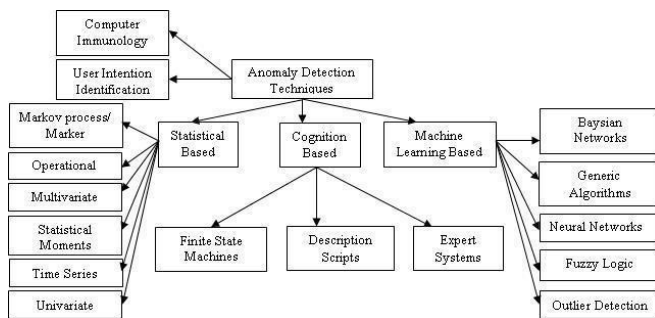 Computer
Immunology
User Intention
Identification
Anomaly Detection
Techniques
Markov process/
Marker
Operational
Multivariate
Statistical
Moments
Time Series
Univariate
Statistical
Based
Cognition
Based
Machine
Learning Based
Finite State
Machines
Description
Scripts
Expert
Systems
Baysian
Networks
Generic
Algorithms
Neural Networks
Fuzzy Logic
Outlier Detection